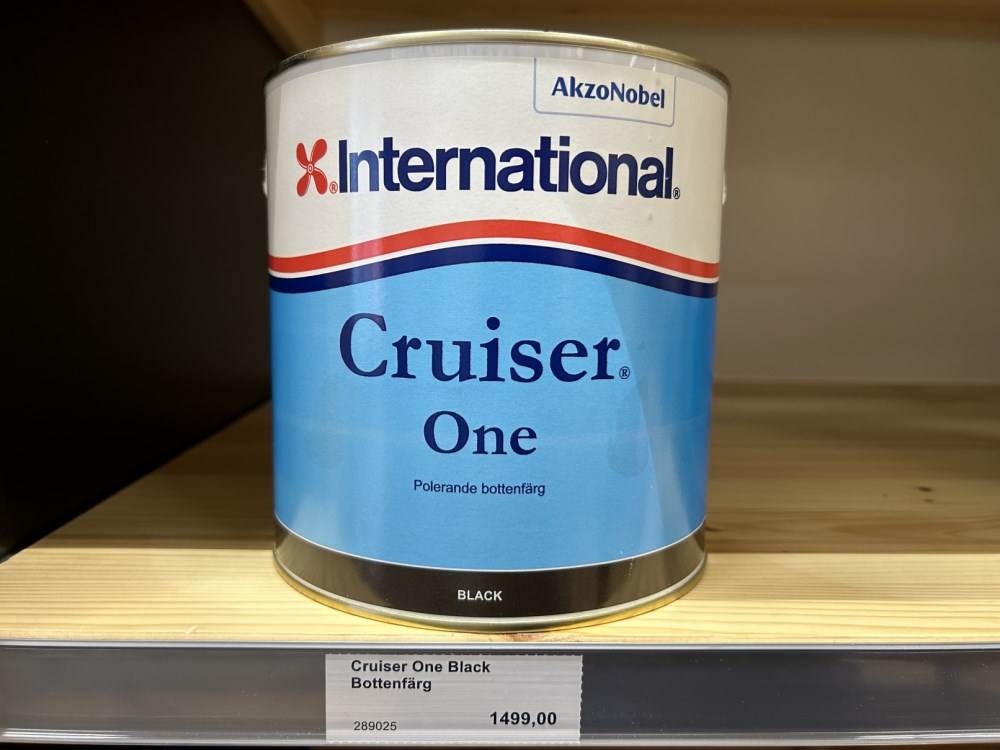 AkzoNobel
International®
Cruiser®
One
Polerande bottenfärg
BLACK
Cruiser One Black
Bottenfärg
289025 1499,00